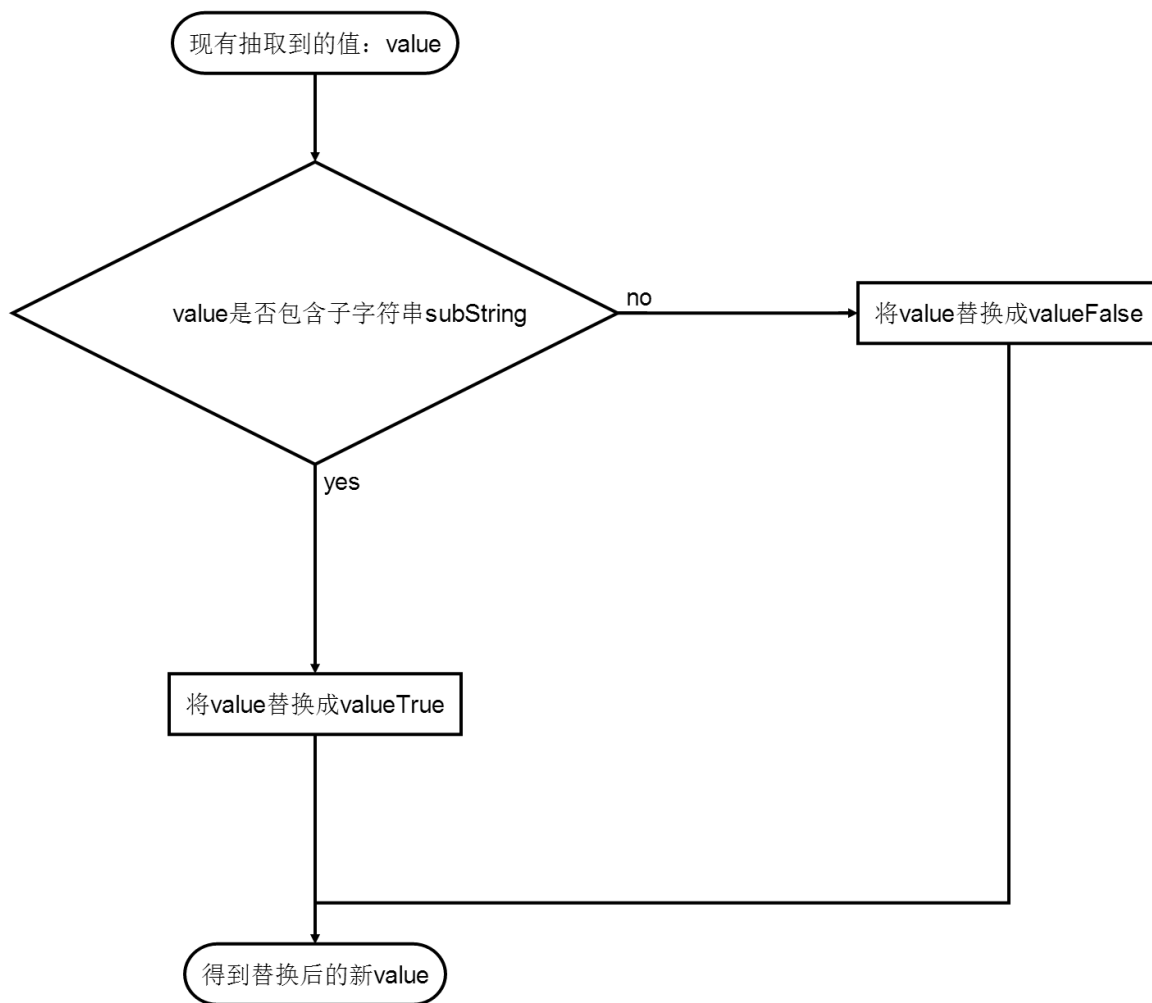 现有抽取到的值：value
value是否包含子字符串subString
no
将value替换成valueFalse
yes
将value替换成valueTrue
得到替换后的新value